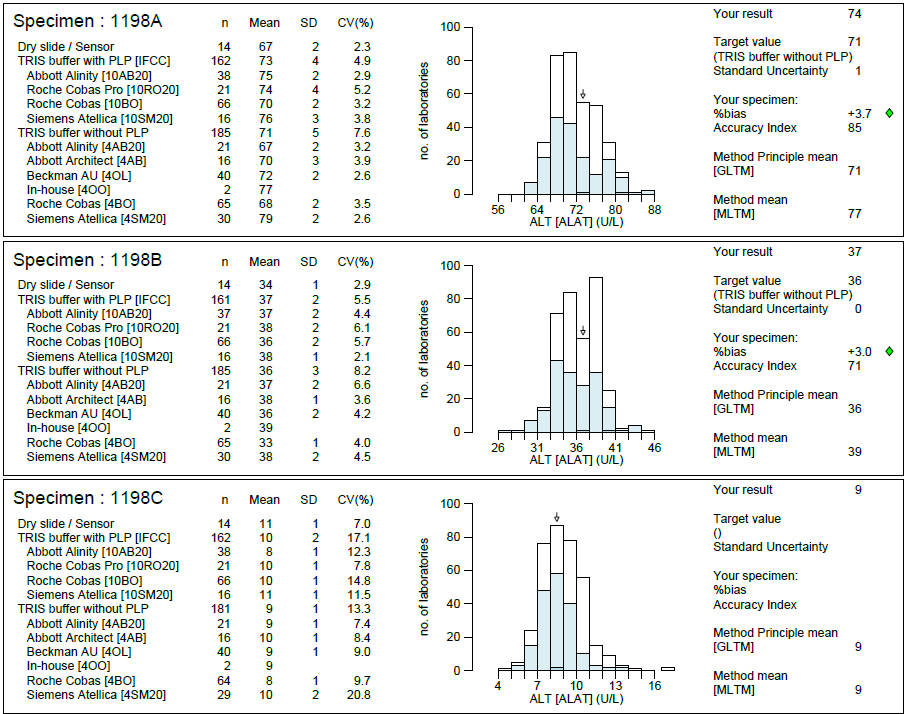 Specimen : 1198A n Mean SD CV(%)
Dry slide / Sensor 14 67 2 2.3
TRIS buffer with PLP [IFCC] 162 73 4 4.9
Abbott Alinity [10AB20] 38 75 2 2.9
Roche Cobas Pro [10RO20] 21 74 4 5.2
Roche Cobas [10BO] 66 70 2 3.2
Siemens Atellica [10SM20] 16 76 3 3.8
TRIS buffer without PLP 185 71 5 7.6
Abbott Alinity [4AB20] 21 67 2 3.2
Abbott Architect [4AB] 16 70 3 3.9
Beckman AU [4OL] 40 72 2 2.6
In-house [4OO] 2 77
Roche Cobas [4BO] 65 68 2 3.5
Siemens Atellica [4SM20] 30 79 2 2.6
no. of laboratories
100
80
60
40
20
0
56 64 72 80 88
ALT [ALAT] (U/L)
Your result 74
Target value 71
(TRIS buffer without PLP)
Standard Uncertainty 1
Your specimen:
%bias +3.7
Accuracy Index 85
Method Principle mean
[GLTM] 71
Method mean
[MLTM] 77
Specimen : 1198B n Mean SD CV(%)
Dry slide / Sensor 14 34 1 2.9
TRIS buffer with PLP [IFCC] 161 37 2 5.5
Abbott Alinity [10AB20] 37 37 2 4.4
Roche Cobas Pro [10RO20] 21 38 2 6.1
Roche Cobas [10BO] 66 36 2 5.7
Siemens Atellica [10SM20] 16 38 1 2.1
TRIS buffer without PLP 185 36 3 8.2
Abbott Alinity [4AB20] 21 37 2 6.6
Abbott Architect [4AB] 16 38 1 3.6
Beckman AU [4OL] 40 36 2 4.2
In-house [4OO] 2 39
Roche Cobas [4BO] 65 33 1 4.0
Siemens Atellica [4SM20] 30 38 2 4.5
no. of laboratories
100
80
60
40
20
0
26 31 36 41 46
ALT [ALAT] (U/L)
Your result 37
Target value 36
(TRIS buffer without PLP)
Standard Uncertainty 0
Your specimen:
%bias +3.0
Accuracy Index 71
Method Principle mean
[GLTM] 36
Method mean
[MLTM] 39
Specimen : 1198C n Mean SD CV(%)
Dry slide / Sensor 14 11 1 7.0
TRIS buffer with PLP [IFCC] 162 10 2 17.1
Abbott Alinity [10AB20] 38 8 1 12.3
Roche Cobas Pro [10RO20] 21 10 1 7.8
Roche Cobas [10BO] 66 10 1 14.8
Siemens Atellica [10SM20] 16 11 1 11.5
TRIS buffer without PLP 181 9 1 13.3
Abbott Alinity [4AB20] 21 9 1 7.4
Abbott Architect [4AB] 16 10 1 8.4
Beckman AU [4OL] 40 9 1 9.0
In-house [4OO] 2 9
Roche Cobas [4BO] 64 8 1 9.7
Siemens Atellica [4SM20] 29 10 2 20.8
no. of laboratories
100
80
60
40
20
0
4 7 10 13 16
ALT [ALAT] (U/L)
Your result 9
Target value
()
Standard Uncertainty
Your specimen:
%bias
Accuracy Index
Method Principle mean
[GLTM] 9
Method mean
[MLTM] 9